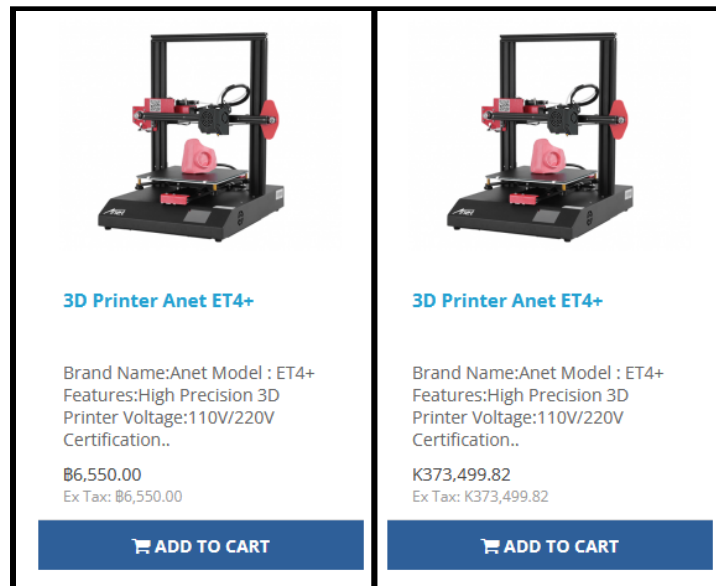 Anet
3D Printer Anet ET4+
Brand Name:Anet Model : ET4+
Features:High Precision 3D
Printer Voltage:110V/220V
Certification..
฿6,550.00
Ex Tax: ฿6,550.00
ADD TO CART
Anet
3D Printer Anet ET4+
Brand Name:Anet Model : ET4+
Features:High Precision 3D
Printer Voltage:110V/220V
Certification..
K373,499.82
Ex Tax: K373,499.82
ADD TO CART